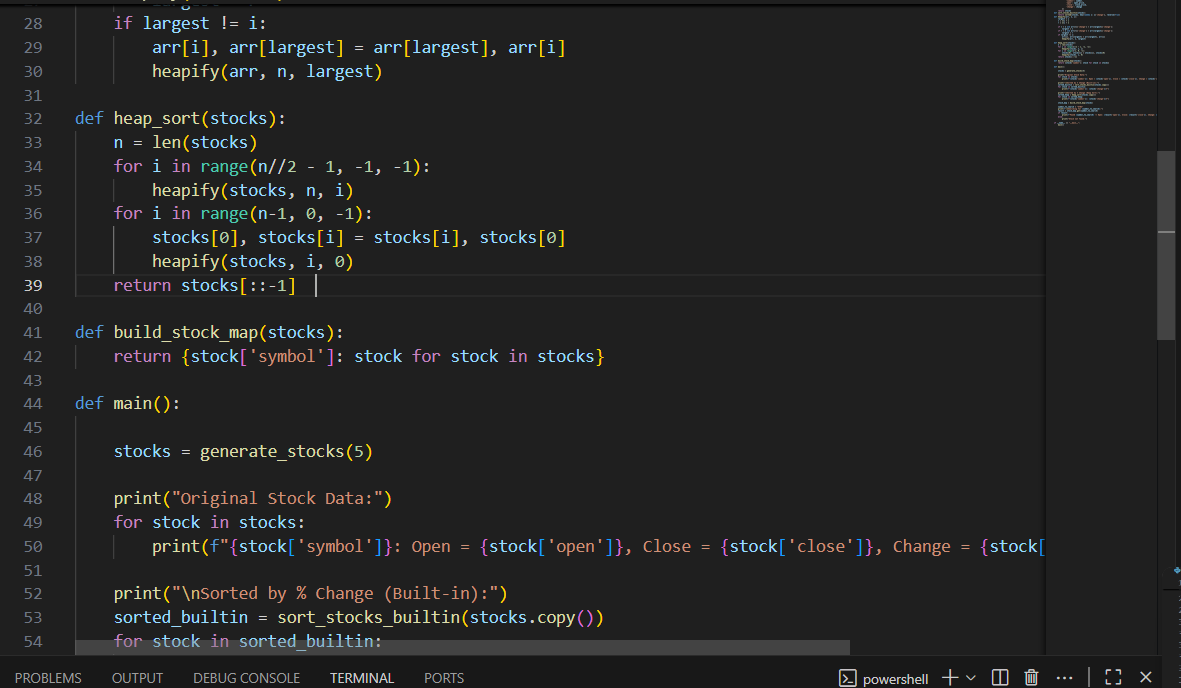 28 if largest != i:
29 arr[i], arr[largest] = arr[largest], arr[i]
30 heapify(arr, n, largest)
31
32 def heap_sort(stocks):
33 n = len(stocks)
34 for i in range(n//2 - 1, -1, -1):
35 heapify(stocks, n, i)
36 for i in range(n-1, 0, -1):
37 stocks[0], stocks[i] = stocks[i], stocks[0]
38 heapify(stocks, i, 0)
39 return stocks[::-1]
40
41 def build_stock_map(stocks):
42 return {stock['symbol']: stock for stock in stocks}
43
44 def main():
45
46 stocks = generate_stocks(5)
47
48 print("Original Stock Data:")
49 for stock in stocks:
50 print(f"{stock['symbol']}: Open = {stock['open']}, Close = {stock['close']}, Change = {stock[
51
52 print("\nSorted by % Change (Built-in):")
53 sorted_builtin = sort_stocks_builtin(stocks.copy())
54 for stock in sorted_builtin:
PROBLEMS OUTPUT DEBUG CONSOLE TERMINAL PORTS powershell